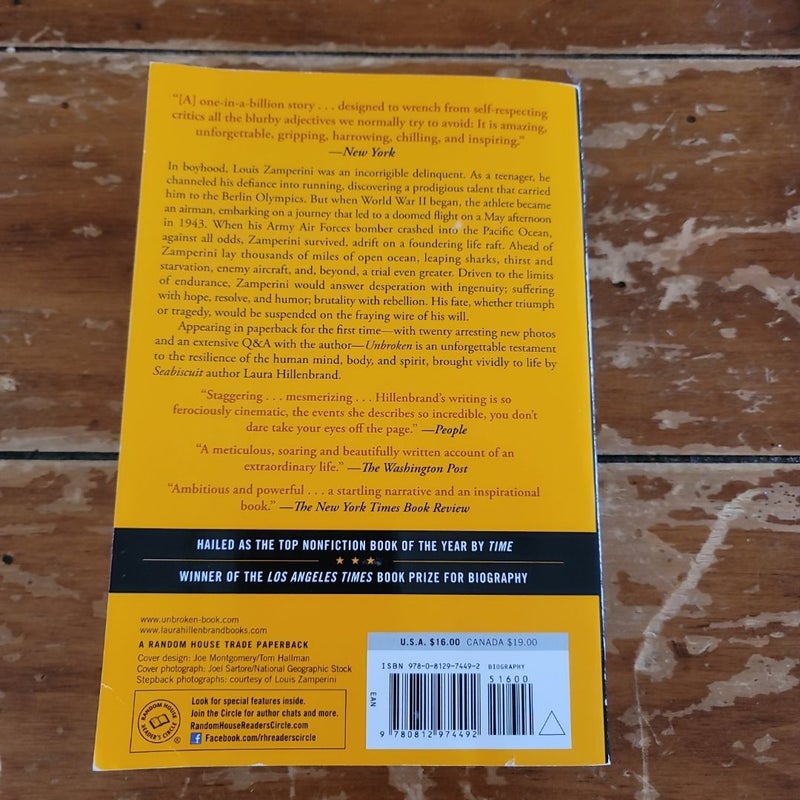 “[A] one-in-a-billion story . . . designed to wrench from self-respecting
critics all the blurby adjectives we normally try to avoid: It is amazing,
unforgettable, gripping, harrowing, chilling, and inspiring.”
—New York
In boyhood, Louis Zamperini was an incorrigible delinquent. As a teenager, he
channeled his defiance into running, discovering a prodigious talent that carried
him to the Berlin Olympics. But when World War II began, the athlete became
an airman, embarking on a journey that led to a doomed flight on a May afternoon
in 1943. When his Army Air Forces bomber crashed into the Pacific Ocean,
against all odds, Zamperini survived, adrift on a foundering life raft. Ahead of
Zamperini lay thousands of miles of open ocean, leaping sharks, thirst and
starvation, enemy aircraft, and, beyond, a trial even greater. Driven to the limits
of endurance, Zamperini would answer desperation with ingenuity; suffering
with hope, resolve, and humor; brutality with rebellion. His fate, whether triumph
or tragedy, would be suspended on the fraying wire of his will.
Appearing in paperback for the first time—with twenty arresting new photos
and an extensive Q&A with the author—Unbroken is an unforgettable testament
to the resilience of the human mind, body, and spirit, brought vividly to life by
Seabiscuit author Laura Hillenbrand.
“Staggering . . . mesmerizing . . . Hillenbrand’s writing is so
ferociously cinematic, the events she describes so incredible, you don’t
dare take your eyes off the page.” —People
“A meticulous, soaring and beautifully written account of an
extraordinary life.” —The Washington Post
“Ambitious and powerful . . . a startling narrative and an inspirational
book.” —The New York Times Book Review
HAILED AS THE TOP NONFICTION BOOK OF THE YEAR BY TIME
WINNER OF THE LOS ANGELES TIMES BOOK PRIZE FOR BIOGRAPHY
www.unbroken-book.com
www.laurahillenbrandbooks.com
A RANDOM HOUSE TRADE PAPERBACK
Cover design: Joe Montgomery/Tom Hallman
Cover photograph: Joel Sartore/National Geographic Stock
Stepback photographs: courtesy of Louis Zamperini
RANDOM HOUSE READER'S CIRCLE ®
Look for special features inside.
Join the Circle for author chats and more.
RandomHouseReadersCircle.com
Facebook.com/rhreaderscircle
U.S.A. $16.00 CANADA $19.00
ISBN 978-0-8129-7449-2 BIOGRAPHY
51600
EAN
9 780812 974492